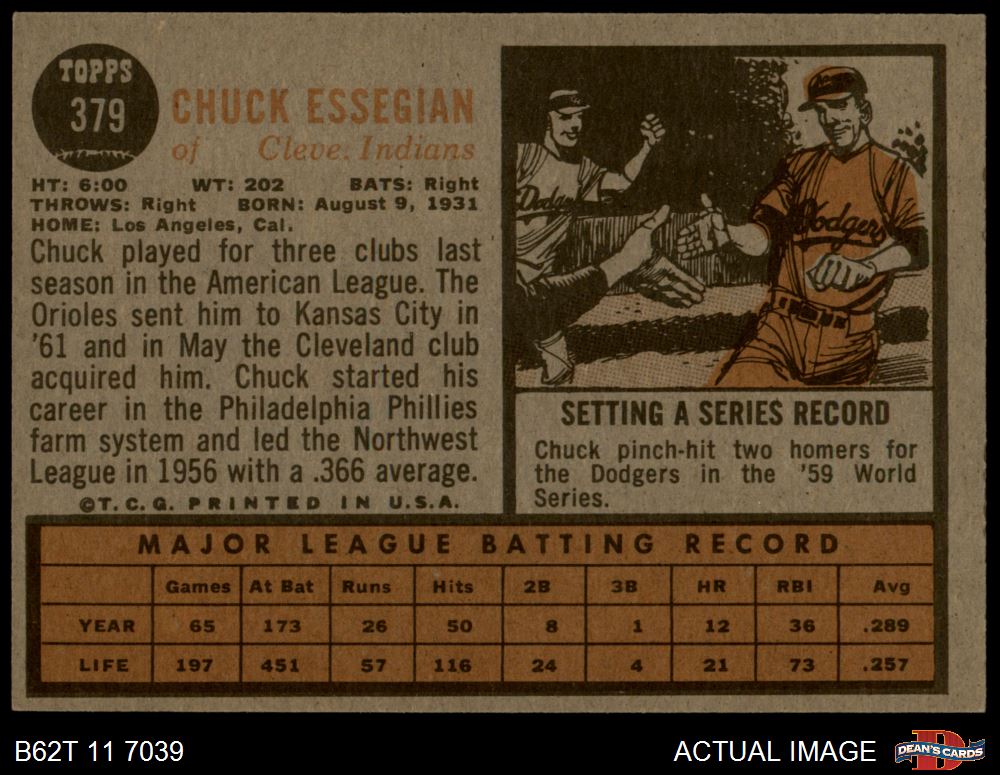 TOPPS
379
CHUCK ESSEGIAN
of Cleve. Indians
HT: 6:00 WT: 202 BATS: Right
THROWS: Right BORN: August 9, 1931
HOME: Los Angeles, Cal.
Chuck played for three clubs last
season in the American League. The
Orioles sent him to Kansas City in
'61 and in May the Cleveland club
acquired him. Chuck started his
career in the Philadelphia Phillies
farm system and led the Northwest
League in 1956 with a .366 average.
©T.C.G. PRINTED IN U.S.A.
Dodgers
Dodgers
SETTING A SERIES RECORD
Chuck pinch-hit two homers for
the Dodgers in the '59 World
Series.
MAJOR LEAGUE BATTING RECORD
Games At Bat Runs Hits 2B 3B HR RBI Avg
YEAR 65 173 26 50 8 1 12 36 .289
LIFE 197 451 57 116 24 4 21 73 .257
B62T 11 7039
ACTUAL IMAGE
DEAN'S CARDS